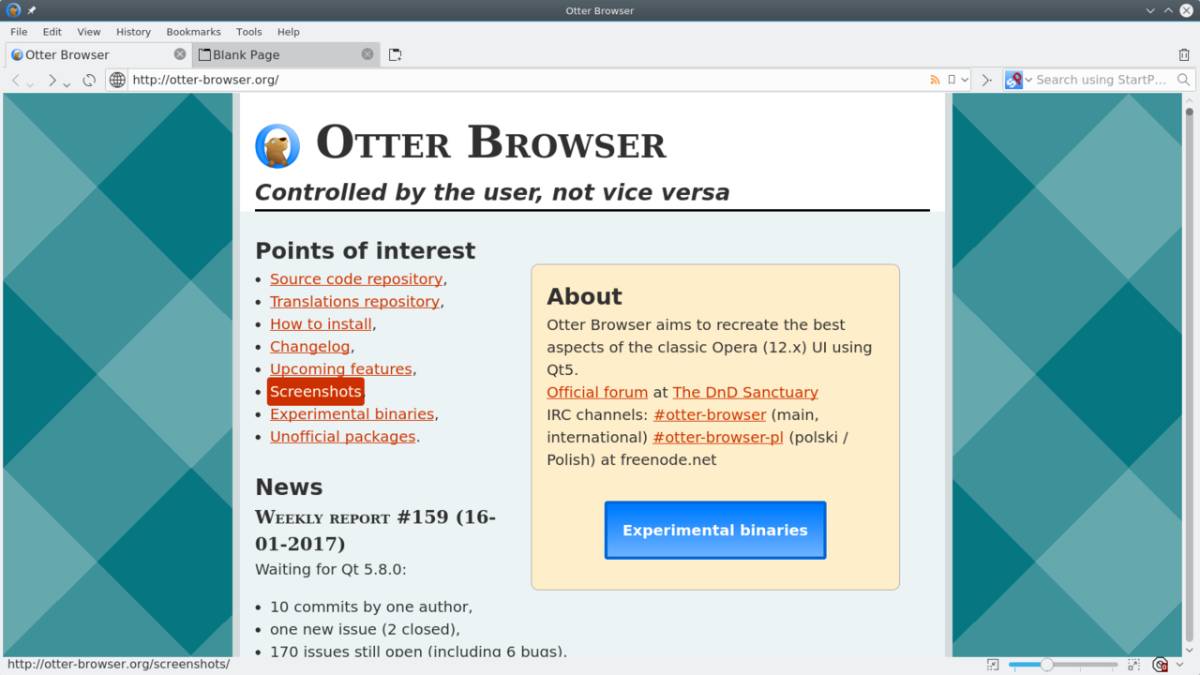 Otter Browser
File Edit View History Bookmarks Tools Help
Otter Browser Blank Page
http://otter-browser.org/ Search using StartP...
Otter Browser
Controlled by the user, not vice versa
Points of interest
Source code repository,
Translations repository,
How to install,
Changelog,
Upcoming features,
Screenshots
Experimental binaries,
Unofficial packages.
About
Otter Browser aims to recreate the best
aspects of the classic Opera (12.x) UI using
Qt5.
Official forum at The DnD Sanctuary
IRC channels: #otter-browser (main,
international) #otter-browser-pl (polski /
Polish) at freenode.net
Experimental binaries
News
Weekly report #159 (16-
01-2017)
Waiting for Qt 5.8.0:
10 commits by one author,
one new issue (2 closed),
170 issues still open (including 6 bugs).
http://otter-browser.org/screenshots/